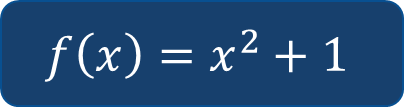 f(x) = x² + 1